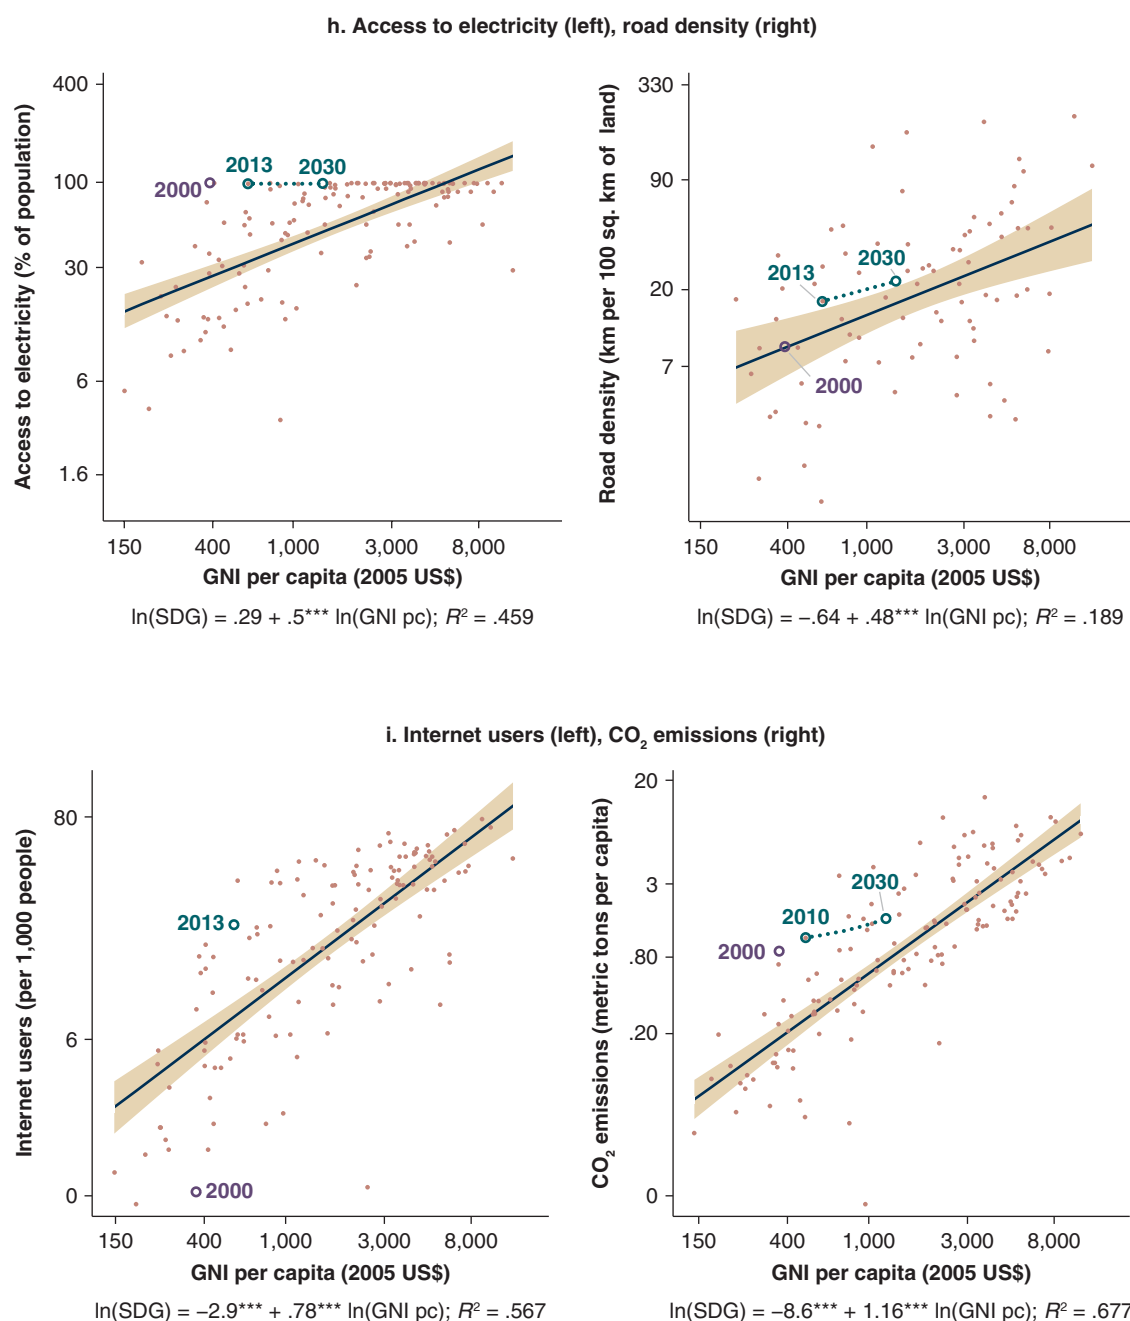 h. Access to electricity (left), road density (right)
Access to electricity (% of population)
400
100
30
6
1.6
2000
2013
2030
150 400 1,000 3,000 8,000
GNI per capita (2005 US$)
ln(SDG) = .29 + .5*** ln(GNI pc); R² = .459
Road density (km per 100 sq. km of land)
330
90
20
7
2013
2030
2000
150 400 1,000 3,000 8,000
GNI per capita (2005 US$)
ln(SDG) = −.64 + .48*** ln(GNI pc); R² = .189
i. Internet users (left), CO₂ emissions (right)
Internet users (per 1,000 people)
80
6
0
2013
2000
150 400 1,000 3,000 8,000
GNI per capita (2005 US$)
ln(SDG) = −2.9*** + .78*** ln(GNI pc); R² = .567
CO₂ emissions (metric tons per capita)
20
3
.80
.20
0
2030
2010
2000
150 400 1,000 3,000 8,000
GNI per capita (2005 US$)
ln(SDG) = −8.6*** + 1.16*** ln(GNI pc); R² = .677